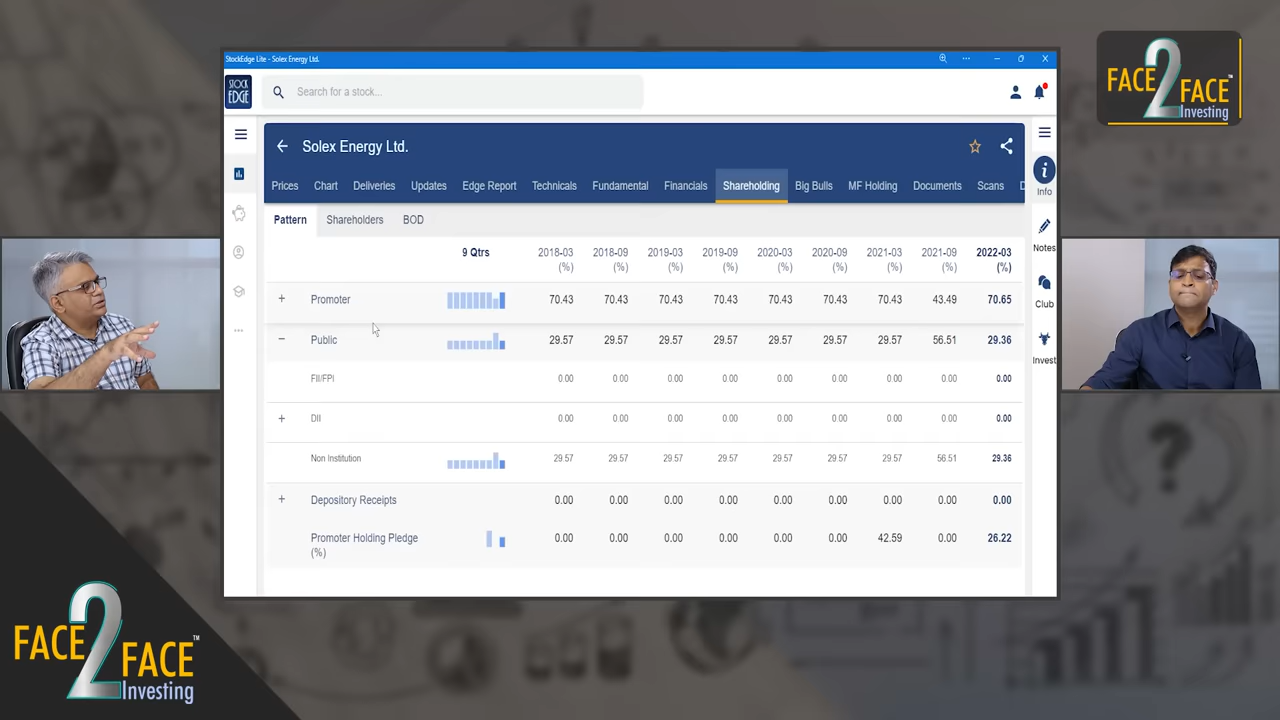 StockEdge Lite - Solex Energy Ltd.
STOCK
EDGE
Search for a stock...
FACE 2 FACE™
Investing
Solex Energy Ltd.
Prices Chart Deliveries Updates Edge Report Technicals Fundamental Financials Shareholding Big Bulls MF Holding Documents Scans D
Info
Pattern Shareholders BOD
Notes
9 Qtrs 2018-03 2018-09 2019-03 2019-09 2020-03 2020-09 2021-03 2021-09 2022-03
(%) (%) (%) (%) (%) (%) (%) (%) (%)
Promoter 70.43 70.43 70.43 70.43 70.43 70.43 70.43 43.49 70.65
Club
Public 29.57 29.57 29.57 29.57 29.57 29.57 29.57 56.51 29.36
Invest
FII/FPI 0.00 0.00 0.00 0.00 0.00 0.00 0.00 0.00 0.00
DII 0.00 0.00 0.00 0.00 0.00 0.00 0.00 0.00 0.00
Non Institution 29.57 29.57 29.57 29.57 29.57 29.57 29.57 56.51 29.36
Depository Receipts 0.00 0.00 0.00 0.00 0.00 0.00 0.00 0.00 0.00
Promoter Holding Pledge 0.00 0.00 0.00 0.00 0.00 0.00 42.59 0.00 26.22
(%)
FACE 2 FACE™
Investing